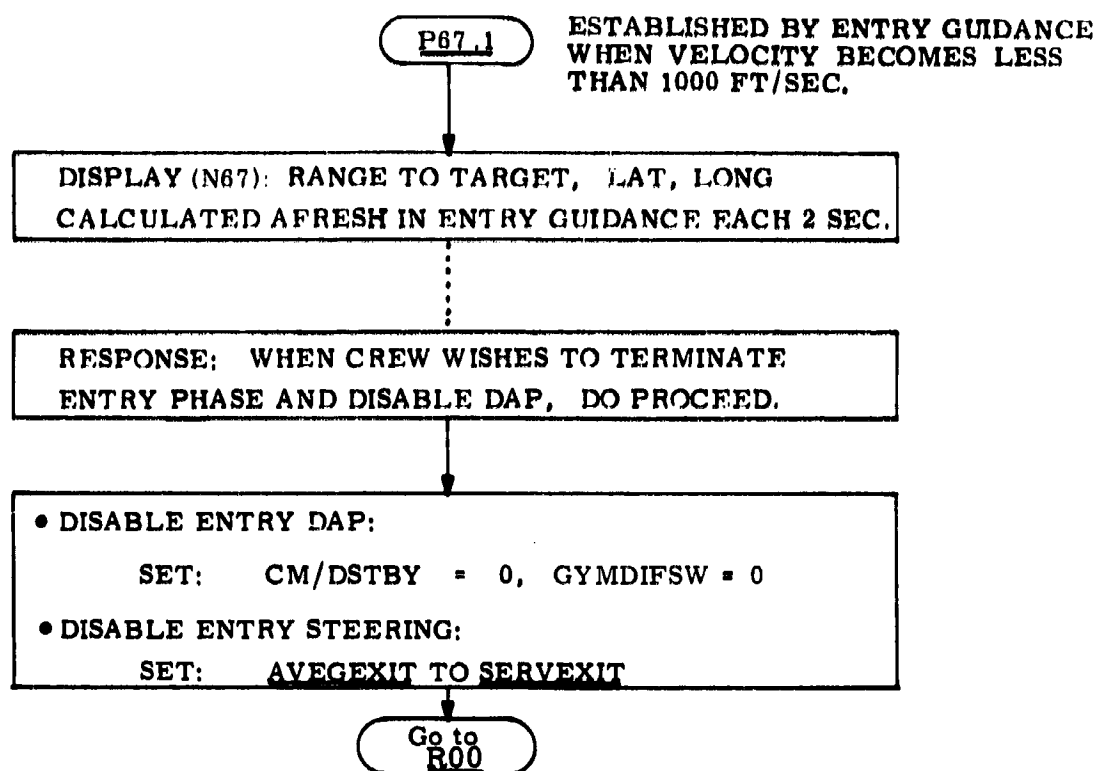 P67.1
ESTABLISHED BY ENTRY GUIDANCE
WHEN VELOCITY BECOMES LESS
THAN 1000 FT/SEC.
DISPLAY (N67): RANGE TO TARGET, LAT, LONG
CALCULATED AFRESH IN ENTRY GUIDANCE EACH 2 SEC.
RESPONSE: WHEN CREW WISHES TO TERMINATE
ENTRY PHASE AND DISABLE DAP, DO PROCEED.
• DISABLE ENTRY DAP:
SET: CM/DSTBY = 0, GYMDIFSW = 0
• DISABLE ENTRY STEERING:
SET: AVEGEXIT TO SERVEXIT
Go to
R00